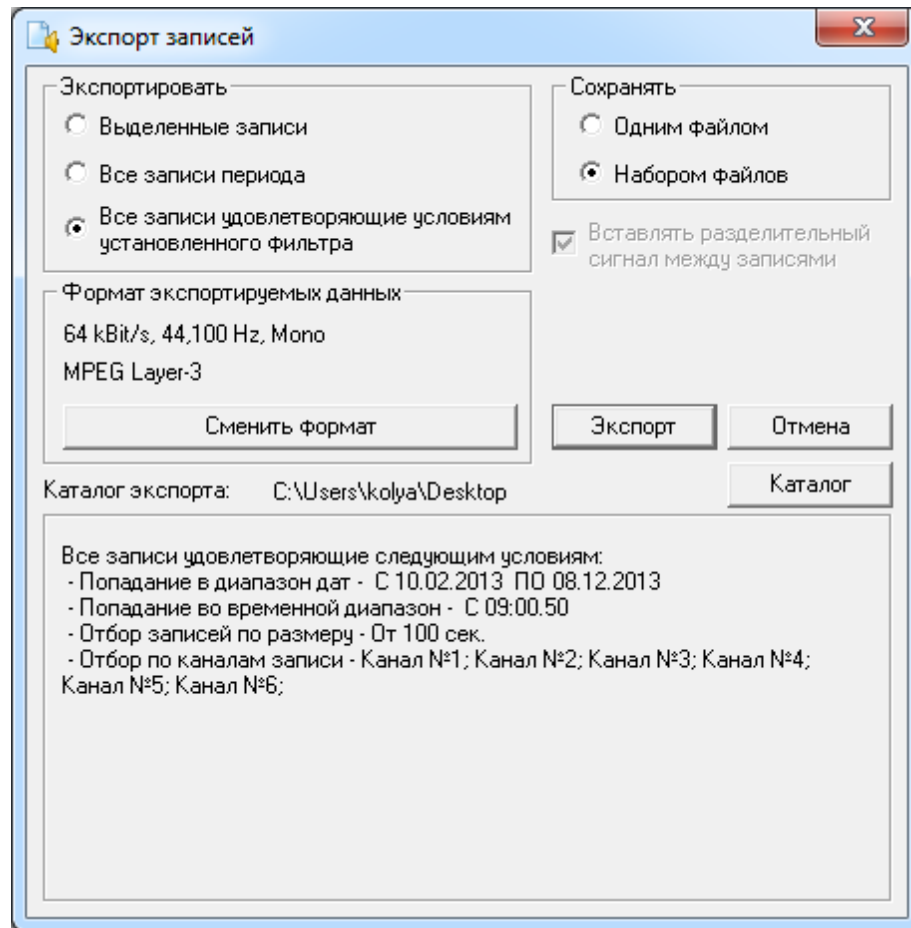 Экспорт записей
Экспортировать
Выделенные записи
Все записи периода
Все записи удовлетворяющие условиям
установленного фильтра
Сохранять
Одним файлом
Набором файлов
Вставлять разделительный
сигнал между записями
Формат экспортируемых данных
64 kBit/s, 44,100 Hz, Mono
MPEG Layer-3
Сменить формат
Экспорт
Отмена
Каталог экспорта: C:\Users\kolya\Desktop
Каталог
Все записи удовлетворяющие следующим условиям:
- Попадание в диапазон дат - С 10.02.2013 ПО 08.12.2013
- Попадание во временной диапазон - С 09:00.50
- Отбор записей по размеру - От 100 сек.
- Отбор по каналам записи - Канал №1; Канал №2; Канал №3; Канал №4;
Канал №5; Канал №6;